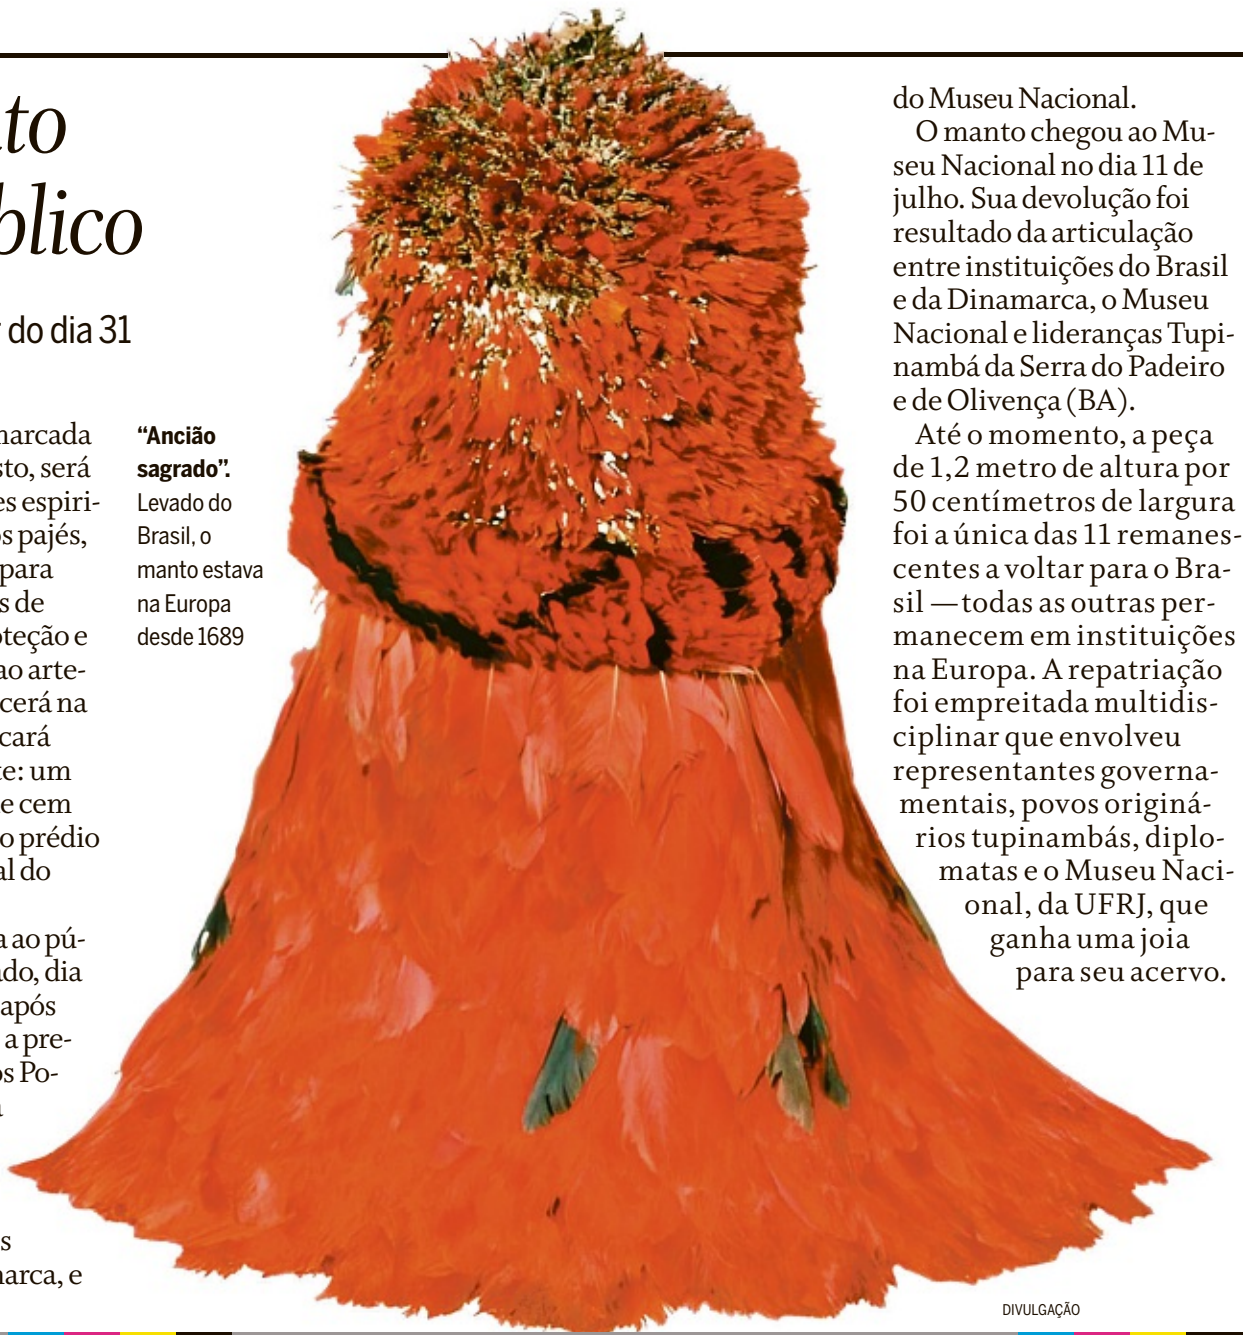 to
blico
do dia 31
marcada
sto, será
es espiri-
s pajés,
para
s de
oteção e
ao arte-
cerá na
cará
te: um
e cem
o prédio
al do
a ao pú-
do, dia
após
a pre-
os Po-
a
s
arca, e
“Ancião
sagrado”.
Levado do
Brasil, o
manto estava
na Europa
desde 1689
do Museu Nacional.
O manto chegou ao Mu-
seu Nacional no dia 11 de
julho. Sua devolução foi
resultado da articulação
entre instituições do Brasil
e da Dinamarca, o Museu
Nacional e lideranças Tupi-
nambá da Serra do Padeiro
e de Olivença (BA).
Até o momento, a peça
de 1,2 metro de altura por
50 centímetros de largura
foi a única das 11 remanes-
centes a voltar para o Bra-
sil — todas as outras per-
manecem em instituições
na Europa. A repatriação
foi empreitada multidis-
ciplinar que envolveu
representantes governa-
mentais, povos originá-
rios tupinambás, diplo-
matas e o Museu Naci-
onal, da UFRJ, que
ganha uma joia
para seu acervo.
DIVULGAÇÃO